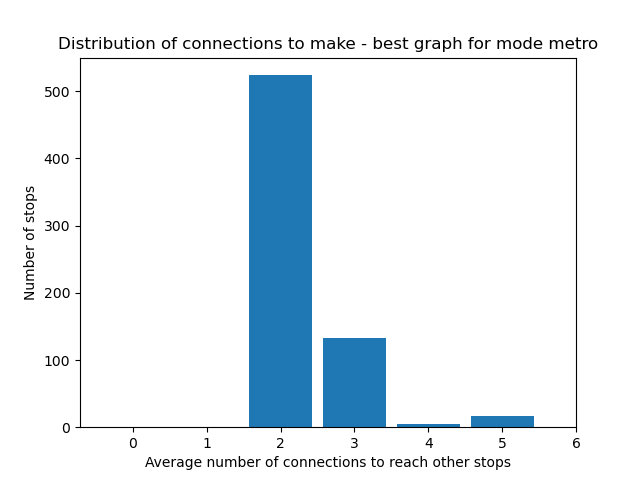 Distribution of connections to make - best graph for mode metro
500
400
300
200
100
0
Number of stops
0 1 2 3 4 5 6
Average number of connections to reach other stops